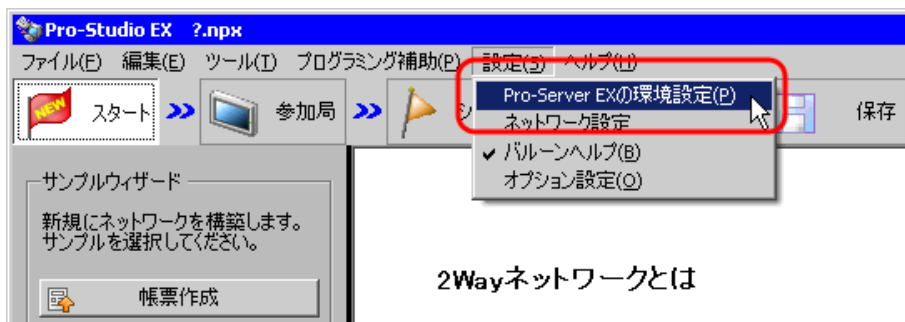 Pro-Studio EX ?.npx
ファイル(F) 編集(E) ツール(T) プログラミング補助(P) 設定(S) ヘルプ(H)
NEW スタート 参加局 シ 保存
Pro-Server EXの環境設定(P)
ネットワーク設定
バルーンヘルプ(B)
オプション設定(O)
サンプルウィザード
新規にネットワークを構築します。
サンプルを選択してください。
帳票作成
2Wayネットワークとは